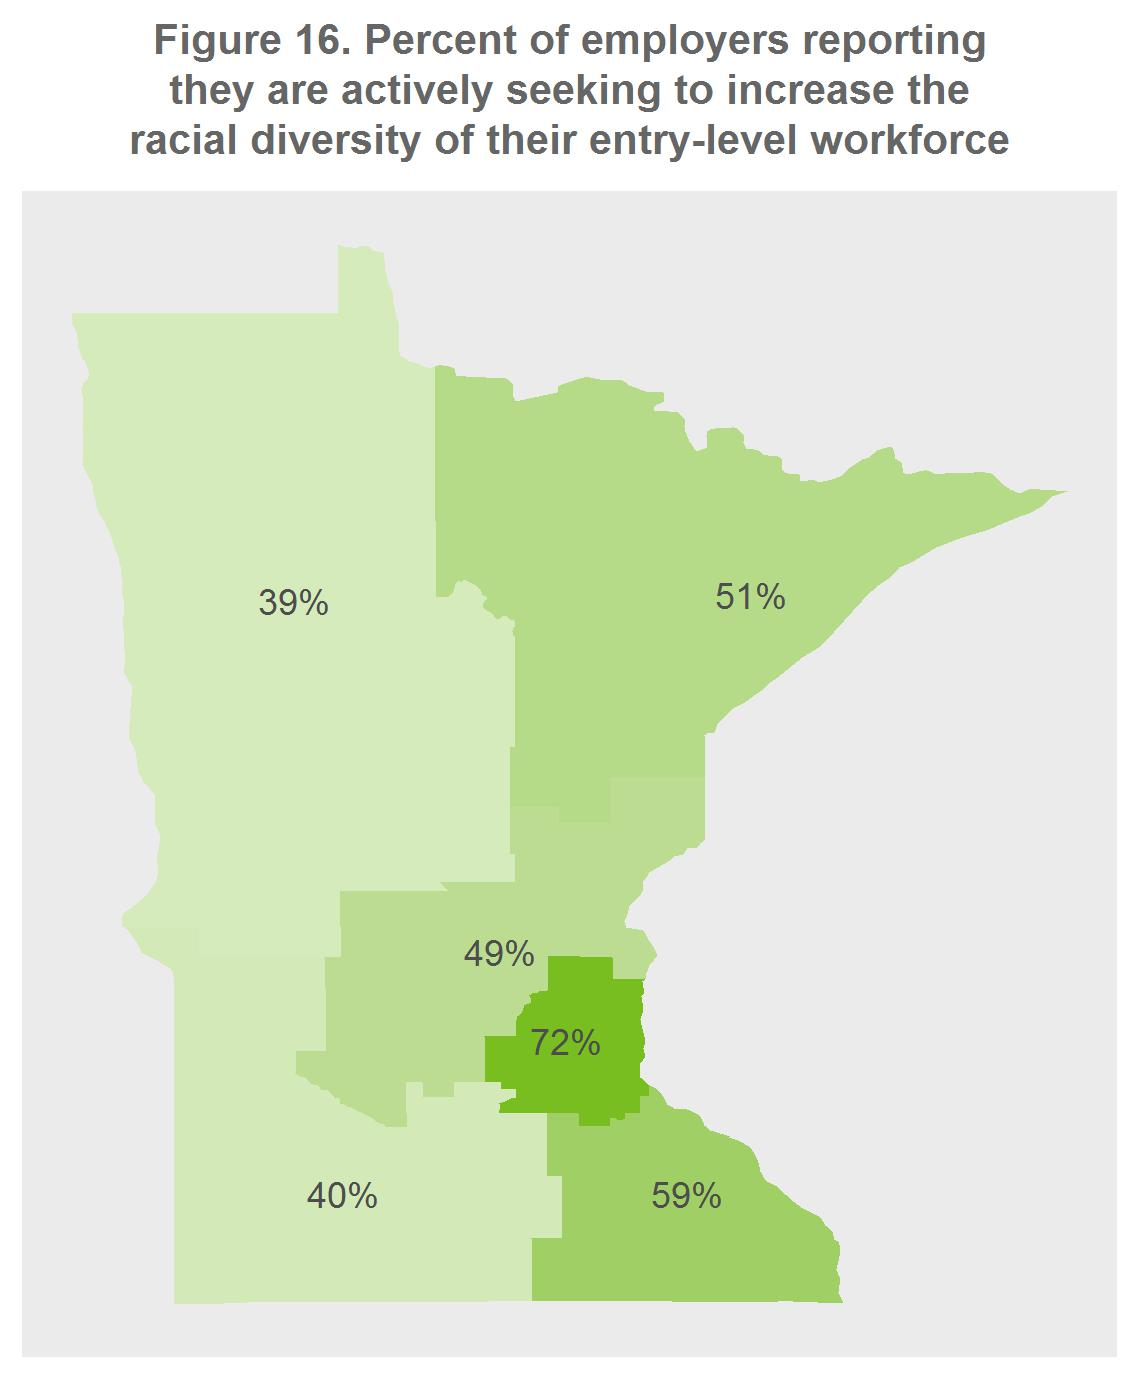 Figure 16. Percent of employers reporting
they are actively seeking to increase the
racial diversity of their entry-level workforce
39%
51%
49%
72%
40%
59%